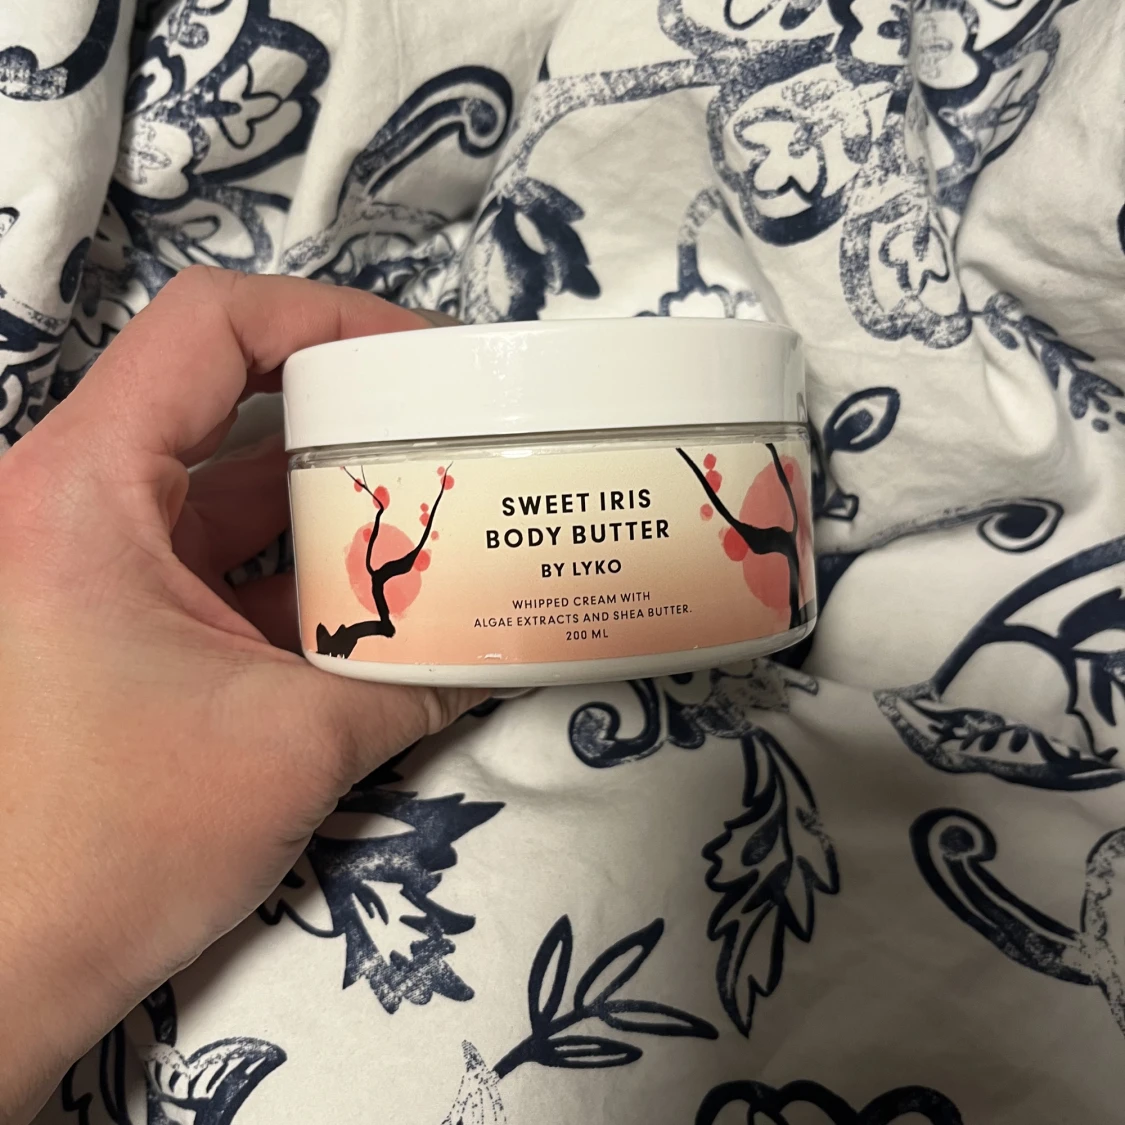 SWEET IRIS
BODY BUTTER
BY LYKO
WHIPPED CREAM WITH
ALGAE EXTRACTS AND SHEA BUTTER.
200 ML